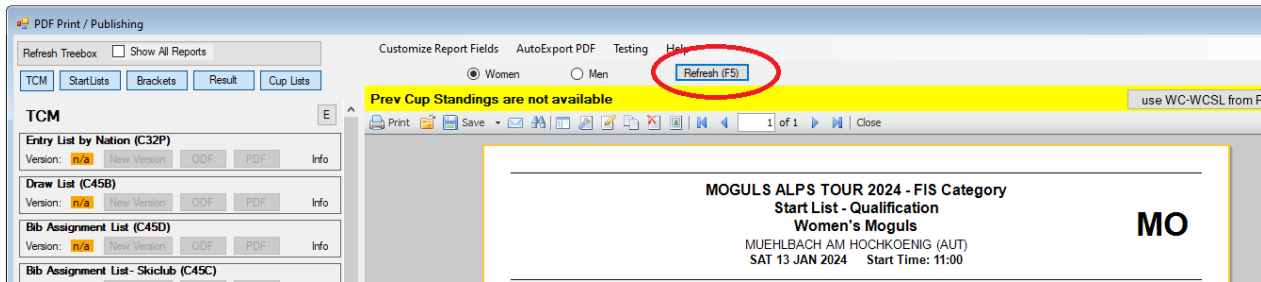 PDF Print / Publishing
Refresh Treebox Show All Reports
TCM StartLists Brackets Result Cup Lists
TCM E
Entry List by Nation (C32P)
Version: n/a New Version ODF PDF Info
Draw List (C45B)
Version: n/a New Version ODF PDF Info
Bib Assignment List (C45D)
Version: n/a New Version ODF PDF Info
Bib Assignment List- Skiclub (C45C)
Customize Report Fields AutoExport PDF Testing Help
Women Men Refresh (F5)
Prev Cup Standings are not available use WC-WCSL from
Print Save 1 of 1 Close
MOGULS ALPS TOUR 2024 - FIS Category
Start List - Qualification
Women's Moguls
MO
MUEHLBACH AM HOCHKOENIG (AUT)
SAT 13 JAN 2024 Start Time: 11:00